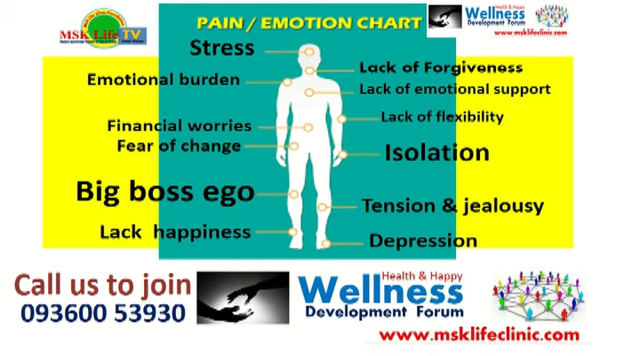 MSK Life TV
PAIN / EMOTION CHART
Health & Happy
Wellness
Development Forum
www.msklifeclinic.com
Stress
Lack of Forgiveness
Emotional burden
Lack of emotional support
Lack of flexibility
Financial worries
Fear of change
Isolation
Big boss ego
Tension & jealousy
Lack happiness
Depression
Call us to join
093600 53930
Health & Happy
Wellness
Development Forum
www.msklifeclinic.com